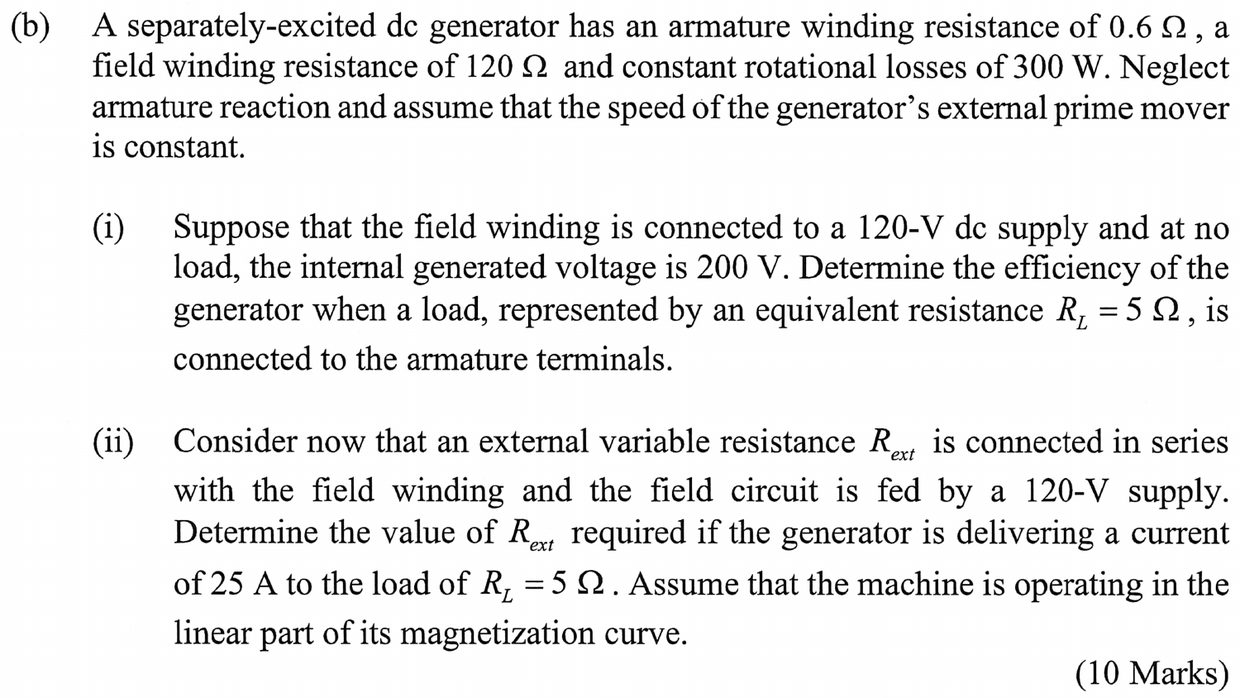 (b) A separately-excited dc generator has an armature winding resistance of 0.6 Ω , a
field winding resistance of 120 Ω and constant rotational losses of 300 W. Neglect
armature reaction and assume that the speed of the generator’s external prime mover
is constant.
(i) Suppose that the field winding is connected to a 120-V dc supply and at no
load, the internal generated voltage is 200 V. Determine the efficiency of the
generator when a load, represented by an equivalent resistance R_L = 5 Ω , is
connected to the armature terminals.
(ii) Consider now that an external variable resistance R_ext is connected in series
with the field winding and the field circuit is fed by a 120-V supply.
Determine the value of R_ext required if the generator is delivering a current
of 25 A to the load of R_L = 5 Ω . Assume that the machine is operating in the
linear part of its magnetization curve.
(10 Marks)